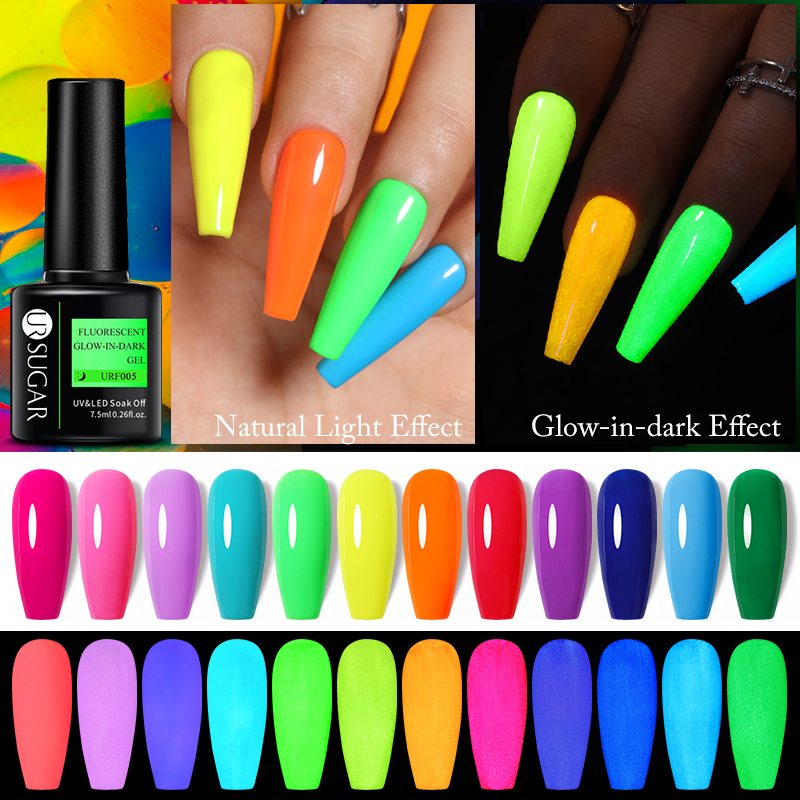 UR SUGAR
FLUORESCENT
GLOW-IN-DARK
GEL
URF005
UV&LED Soak Off
7.5ml 0.26fl.oz.
Natural Light Effect
Glow-in-dark Effect